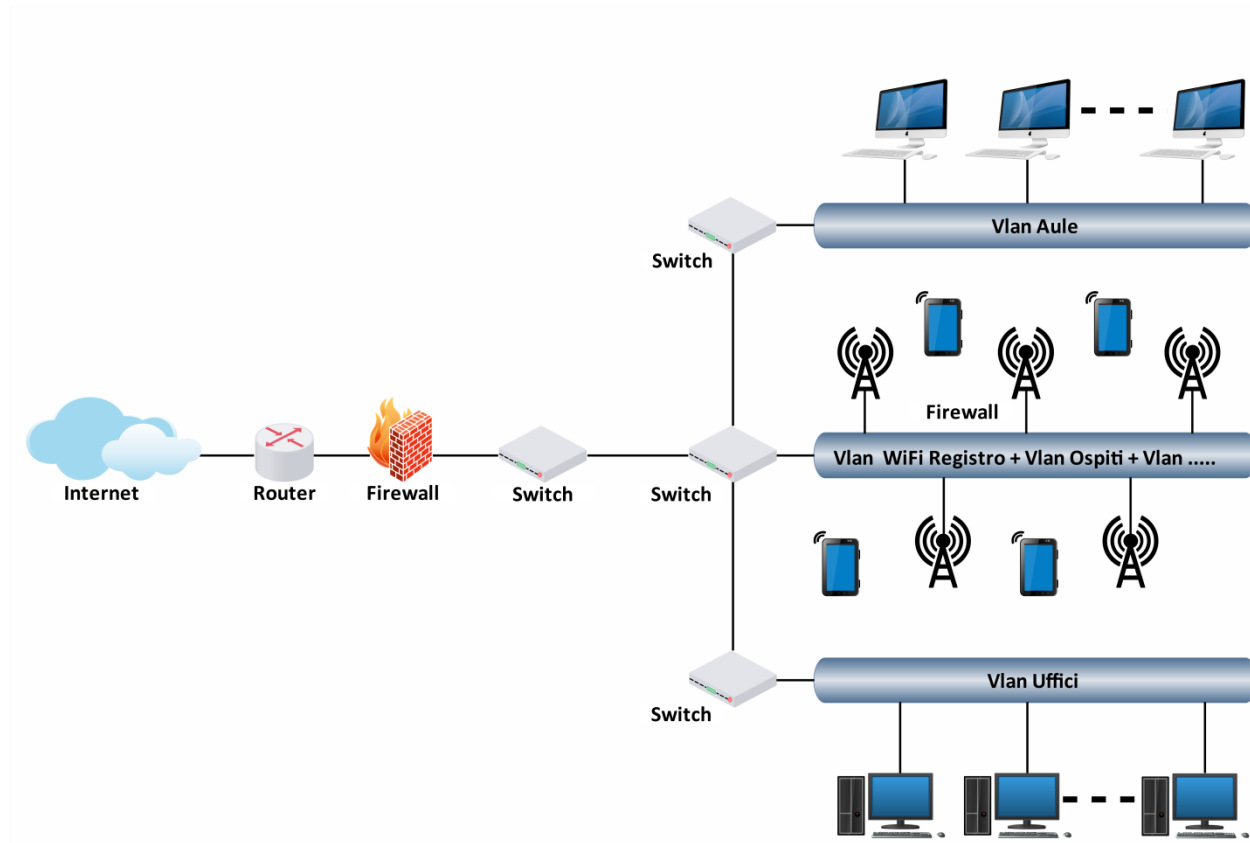 Vlan Aule
Switch
Firewall
Vlan  WiFi Registro + Vlan Ospiti + Vlan .....
Internet
Router
Firewall
Switch
Switch
Vlan Uffici
Switch